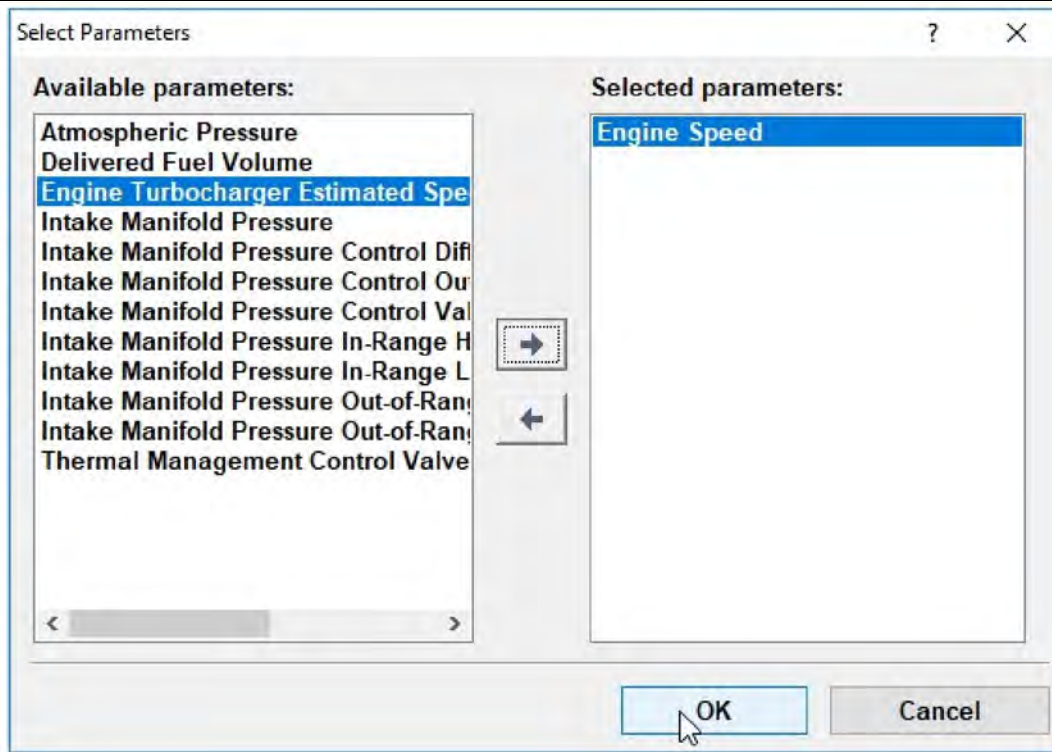 Select Parameters
?
Available parameters:
Selected parameters:
Atmospheric Pressure
Delivered Fuel Volume
Engine Turbocharger Estimated Spe
Intake Manifold Pressure
Intake Manifold Pressure Control Diff
Intake Manifold Pressure Control Ou
Intake Manifold Pressure Control Val
Intake Manifold Pressure In-Range H
Intake Manifold Pressure In-Range L
Intake Manifold Pressure Out-of-Rang
Intake Manifold Pressure Out-of-Rang
Thermal Management Control Valve
Engine Speed
OK
Cancel